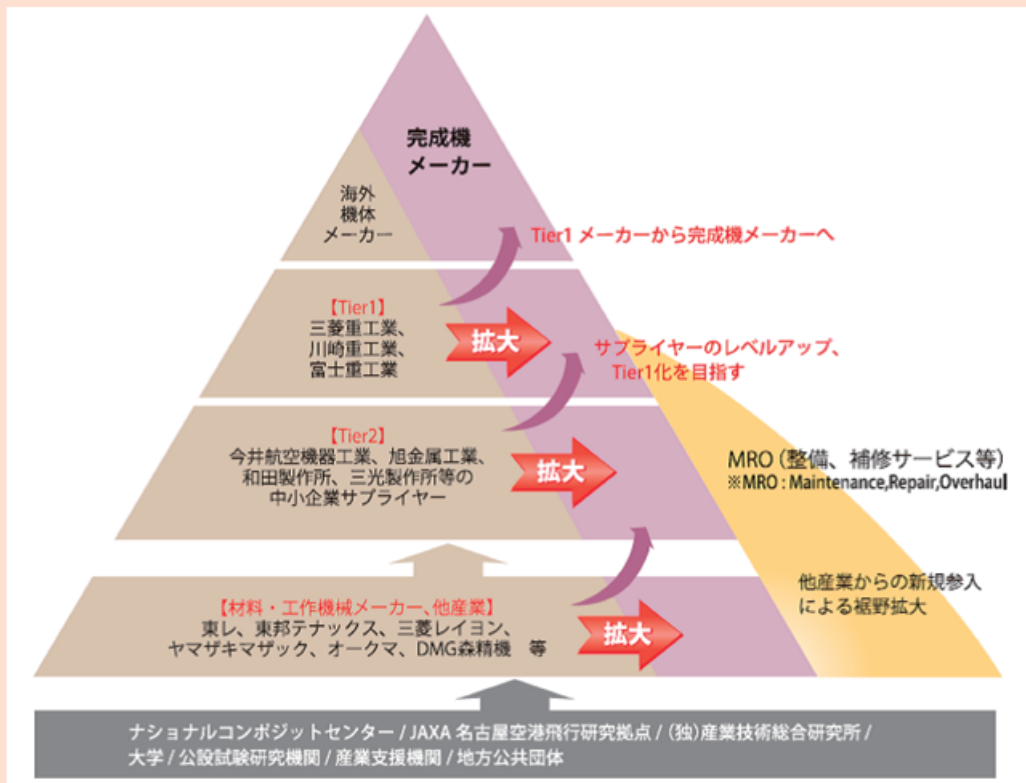 完成機
メーカー
海外
機体
メーカー
Tier1 メーカーから完成機メーカーへ
【Tier1】
三菱重工業、
川崎重工業、
富士重工業
拡大
サプライヤーのレベルアップ、
Tier1化を目指す
【Tier2】
今井航空機器工業、旭金属工業、
和田製作所、三光製作所等の
中小企業サプライヤー
拡大
MRO（整備、補修サービス等）
※MRO : Maintenance,Repair,Overhaul
他産業からの新規参入
による裾野拡大
【材料・工作機械メーカー、他産業】
東レ、東邦テナックス、三菱レイヨン、
ヤマザキマザック、オークマ、DMG森精機　等
拡大
ナショナルコンポジットセンター / JAXA 名古屋空港飛行研究拠点 / （独）産業技術総合研究所 /
大学 / 公設試験研究機関 / 産業支援機関 / 地方公共団体